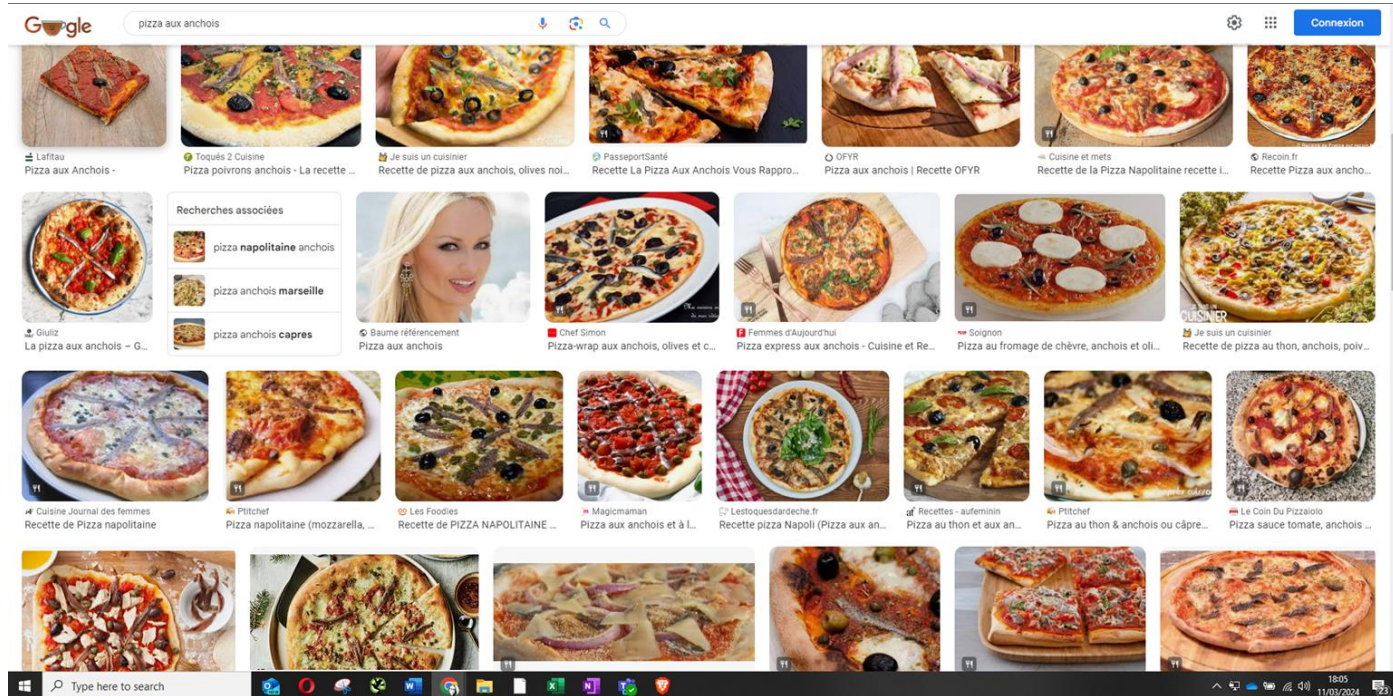 Google
pizza aux anchois
Connexion
Lafitau
Pizza aux Anchois -
Toqués 2 Cuisine
Pizza poivrons anchois - La recette ...
Je suis un cuisinier
Recette de pizza aux anchois, olives noi...
PasseportSanté
Recette La Pizza Aux Anchois Vous Rappro...
OFYR
Pizza aux anchois | Recette OFYR
Cuisine et mets
Recette de la Pizza Napolitaine recette i...
Recoin.fr
Recette Pizza aux ancho...
Giuliz
La pizza aux anchois – G...
Recherches associées
pizza napolitaine anchois
pizza anchois marseille
pizza anchois capres
Baume référencement
Pizza aux anchois
Chef Simon
Pizza-wrap aux anchois, olives et c...
Femmes d'Aujourd'hui
Pizza express aux anchois - Cuisine et Re...
Soignon
Pizza au fromage de chèvre, anchois et oli...
CUISINIER
Je suis un cuisinier
Recette de pizza au thon, anchois, poiv...
Cuisine Journal des femmes
Recette de Pizza napolitaine
Ptitchef
Pizza napolitaine (mozzarella, ...
Les Foodies
Recette de PIZZA NAPOLITAINE ...
Magicmaman
Pizza aux anchois et à l...
Lestoquesdardeche.fr
Recette pizza Napoli (Pizza aux an...
Recettes - aufeminin
Pizza au thon et aux an...
Ptitchef
Pizza au thon & anchois ou câpre...
Le Coin Du Pizzaiolo
Pizza sauce tomate, anchois ...
Type here to search
18:05
11/03/2024